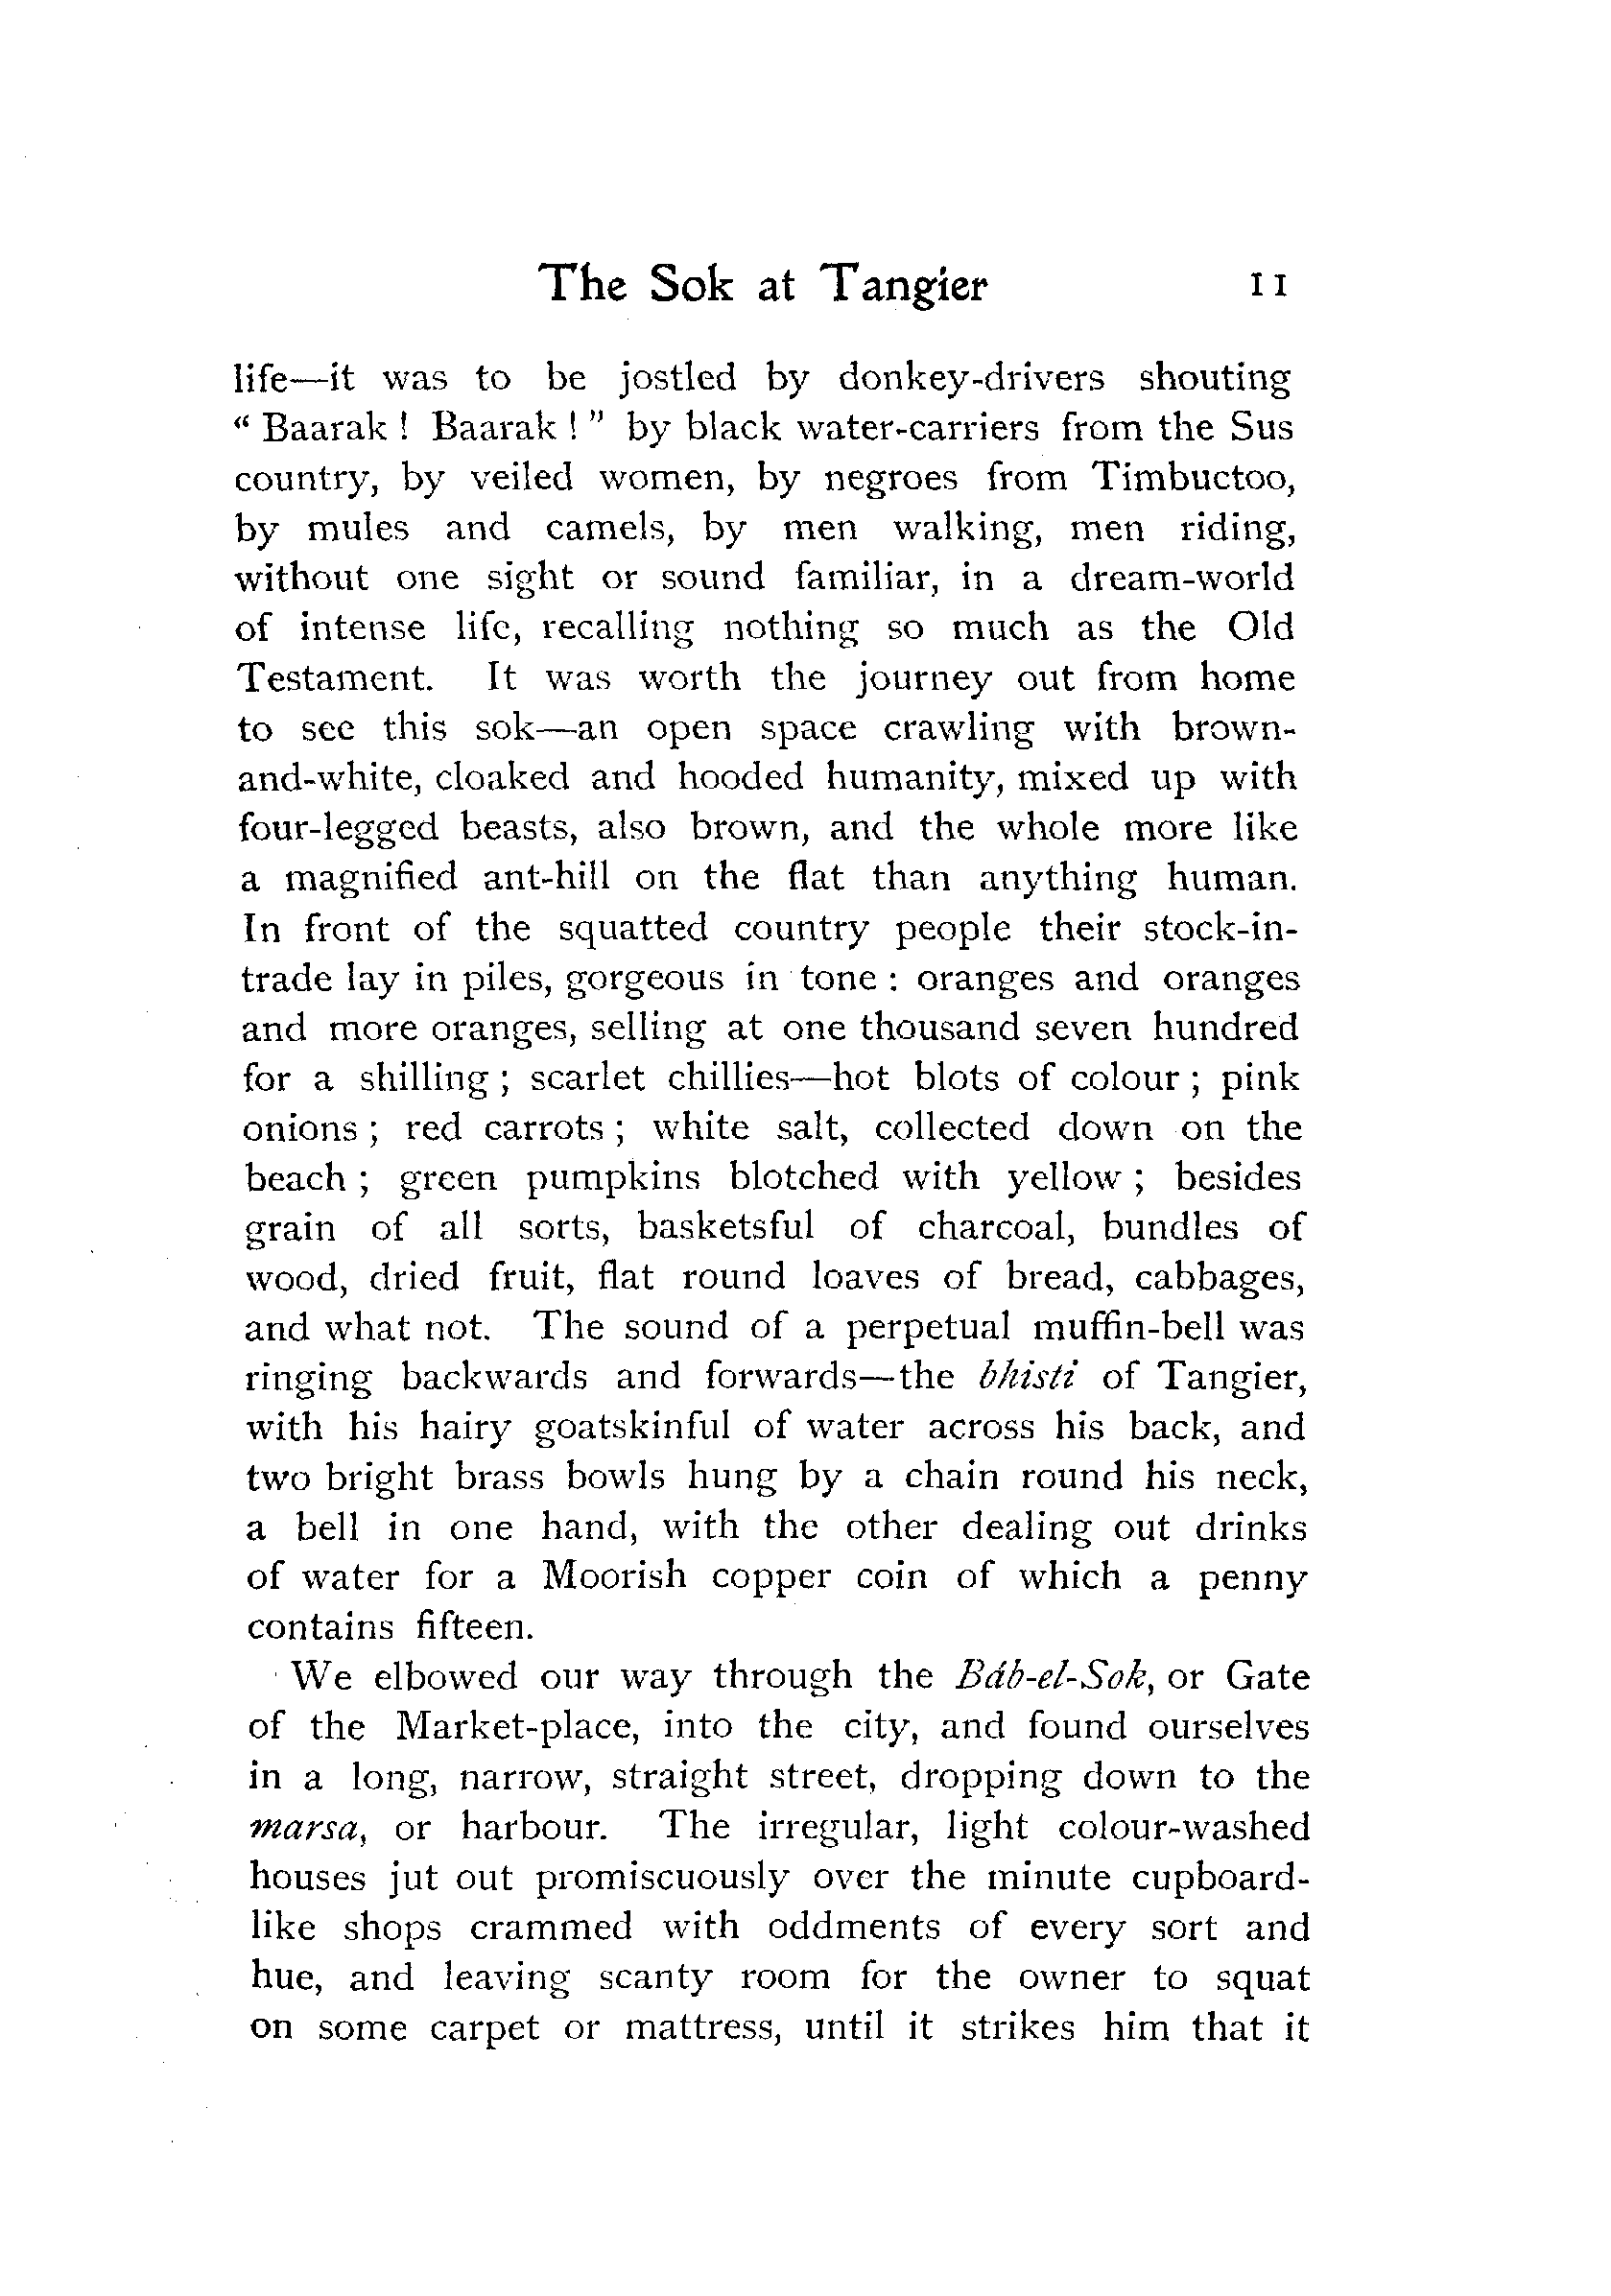 The Sok at Tangier 11
life—it was to be jostled by donkey-drivers shouting
“ Baarak ! Baarak ! ” by black water-carriers from the Sus
country, by veiled women, by negroes from Timbuctoo,
by mules and camels, by men walking, men riding,
without one sight or sound familiar, in a dream-world
of intense life, recalling nothing so much as the Old
Testament. It was worth the journey out from home
to see this sok—an open space crawling with brown-
and-white, cloaked and hooded humanity, mixed up with
four-legged beasts, also brown, and the whole more like
a magnified ant-hill on the flat than anything human.
In front of the squatted country people their stock-in-
trade lay in piles, gorgeous in tone : oranges and oranges
and more oranges, selling at one thousand seven hundred
for a shilling ; scarlet chillies—hot blots of colour ; pink
onions ; red carrots ; white salt, collected down on the
beach ; green pumpkins blotched with yellow ; besides
grain of all sorts, basketsful of charcoal, bundles of
wood, dried fruit, flat round loaves of bread, cabbages,
and what not. The sound of a perpetual muffin-bell was
ringing backwards and forwards—the bhisti of Tangier,
with his hairy goatskinful of water across his back, and
two bright brass bowls hung by a chain round his neck,
a bell in one hand, with the other dealing out drinks
of water for a Moorish copper coin of which a penny
contains fifteen.
We elbowed our way through the Báb-el-Sok, or Gate
of the Market-place, into the city, and found ourselves
in a long, narrow, straight street, dropping down to the
marsa, or harbour. The irregular, light colour-washed
houses jut out promiscuously over the minute cupboard-
like shops crammed with oddments of every sort and
hue, and leaving scanty room for the owner to squat
on some carpet or mattress, until it strikes him that it